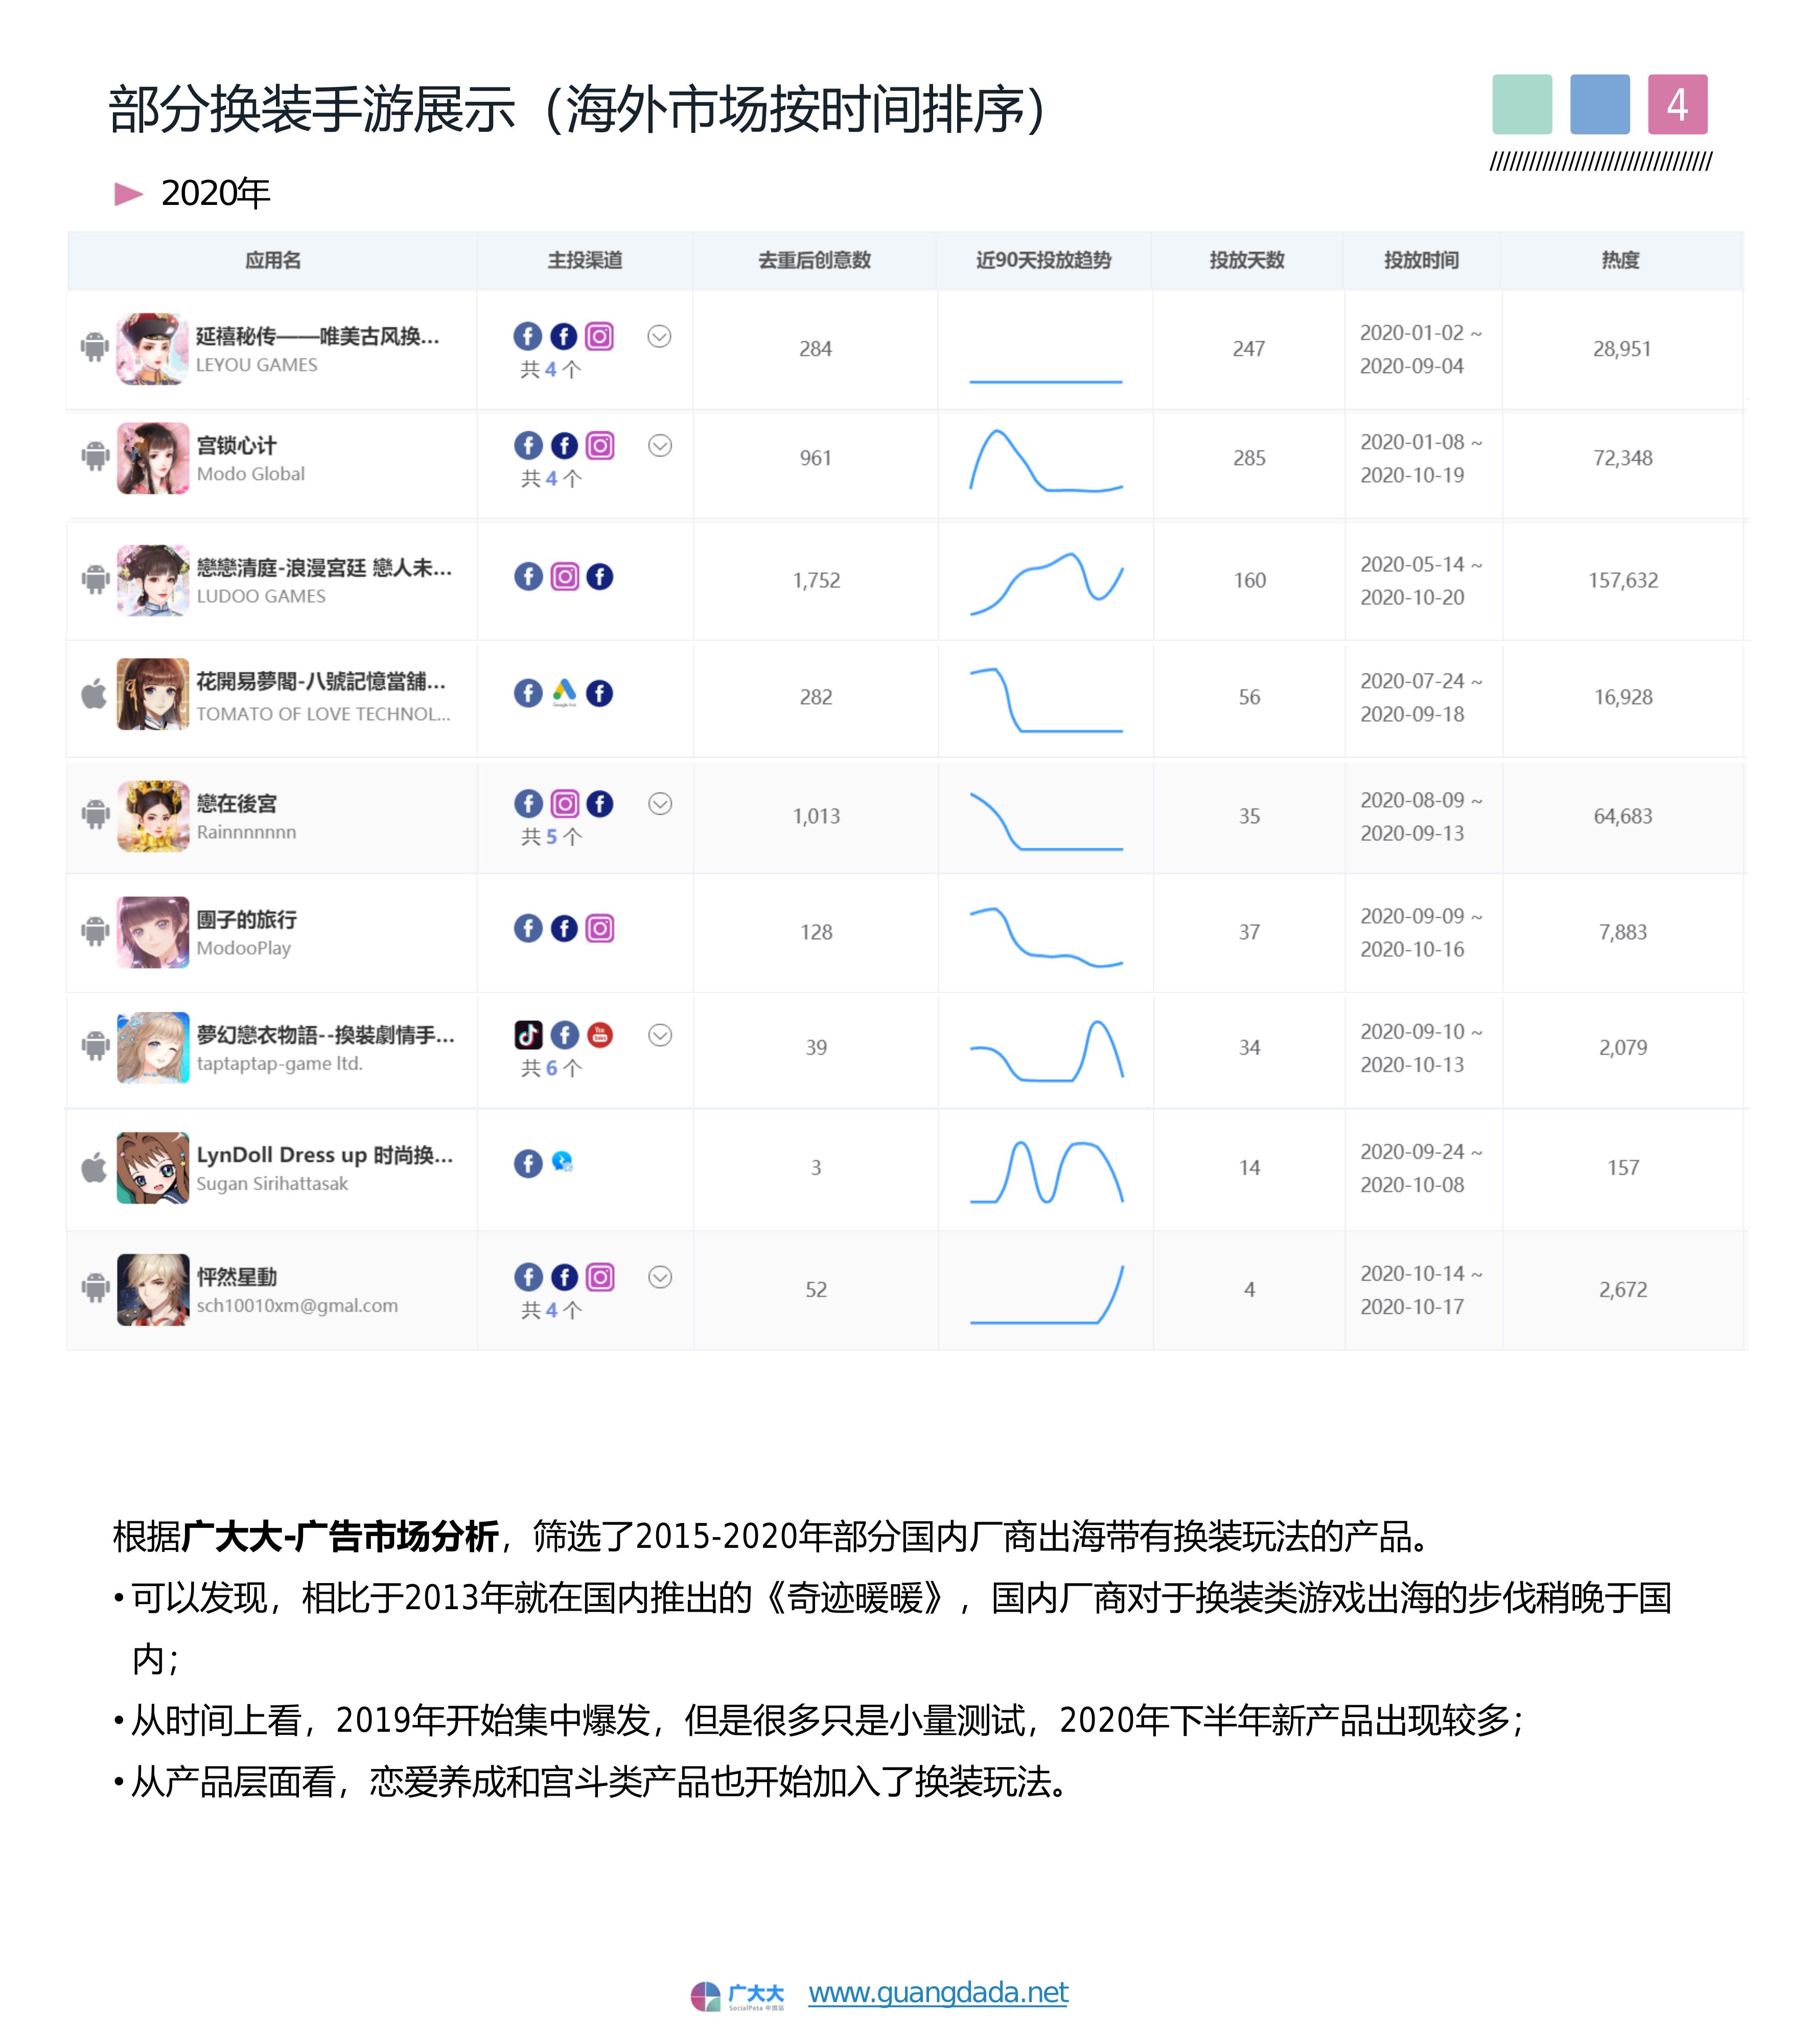 部分换装手游展示（海外市场按时间排序）
4
2020年
应用名 主投渠道 去重后创意数 近90天投放趋势 投放天数 投放时间 热度
延禧秘传——唯美古风换...
LEYOU GAMES
共 4 个
284
247
2020-01-02 ~
2020-09-04
28,951
宫锁心计
Modo Global
共 4 个
961
285
2020-01-08 ~
2020-10-19
72,348
戀戀清庭-浪漫宮廷 戀人未...
LUDOO GAMES
1,752
160
2020-05-14 ~
2020-10-20
157,632
花開易夢閣-八號記憶當舖...
TOMATO OF LOVE TECHNOL...
Google Ads
282
56
2020-07-24 ~
2020-09-18
16,928
戀在後宮
Rainnnnnnn
共 5 个
1,013
35
2020-08-09 ~
2020-09-13
64,683
團子的旅行
ModooPlay
128
37
2020-09-09 ~
2020-10-16
7,883
夢幻戀衣物語--換裝劇情手...
taptaptap-game ltd.
You
Tube
共 6 个
39
34
2020-09-10 ~
2020-10-13
2,079
LynDoll Dress up 时尚换...
Sugan Sirihattasak
3
14
2020-09-24 ~
2020-10-08
157
怦然星動
sch10010xm@gmal.com
共 4 个
52
4
2020-10-14 ~
2020-10-17
2,672
根据广大大-广告市场分析，筛选了2015-2020年部分国内厂商出海带有换装玩法的产品。
• 可以发现，相比于2013年就在国内推出的《奇迹暖暖》，国内厂商对于换装类游戏出海的步伐稍晚于国
内；
• 从时间上看，2019年开始集中爆发，但是很多只是小量测试，2020年下半年新产品出现较多；
• 从产品层面看，恋爱养成和宫斗类产品也开始加入了换装玩法。
广大大
SocialPeta 中国站
www.guangdada.net